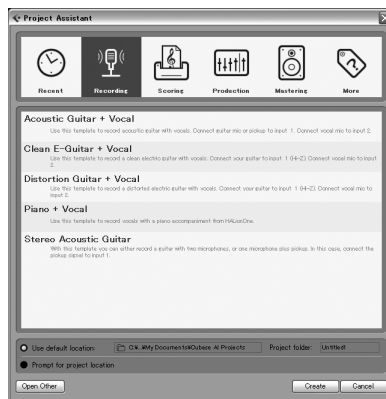 Project Assistant
Recent
Recording
Scoring
Production
Mastering
More
Acoustic Guitar + Vocal
Use this template to record acoustic guitar with vocals. Connect guitar mic or pickup to input 1. Connect vocal mic to input 2.
Clean E-Guitar + Vocal
Use this template to record a clean electric guitar with vocals. Connect your guitar to input 1 (Hi-Z). Connect vocal mic to input
2.
Distortion Guitar + Vocal
Use this template to record a distorted electric guitar with vocals. Connect your guitar to input 1 (Hi-Z). Connect vocal mic to
input 2.
Piano + Vocal
Use this template to record vocals with a piano accompaniment from HALionOne.
Stereo Acoustic Guitar
With this template you can either record a guitar with two microphones, or one microphone plus pickup. In this case, connect the
pickup signal to input 1.
Use default location: C:¥...¥My Documents¥Cubase AI Projects Project folder: Untitled1
Prompt for project location
Open Other Create Cancel